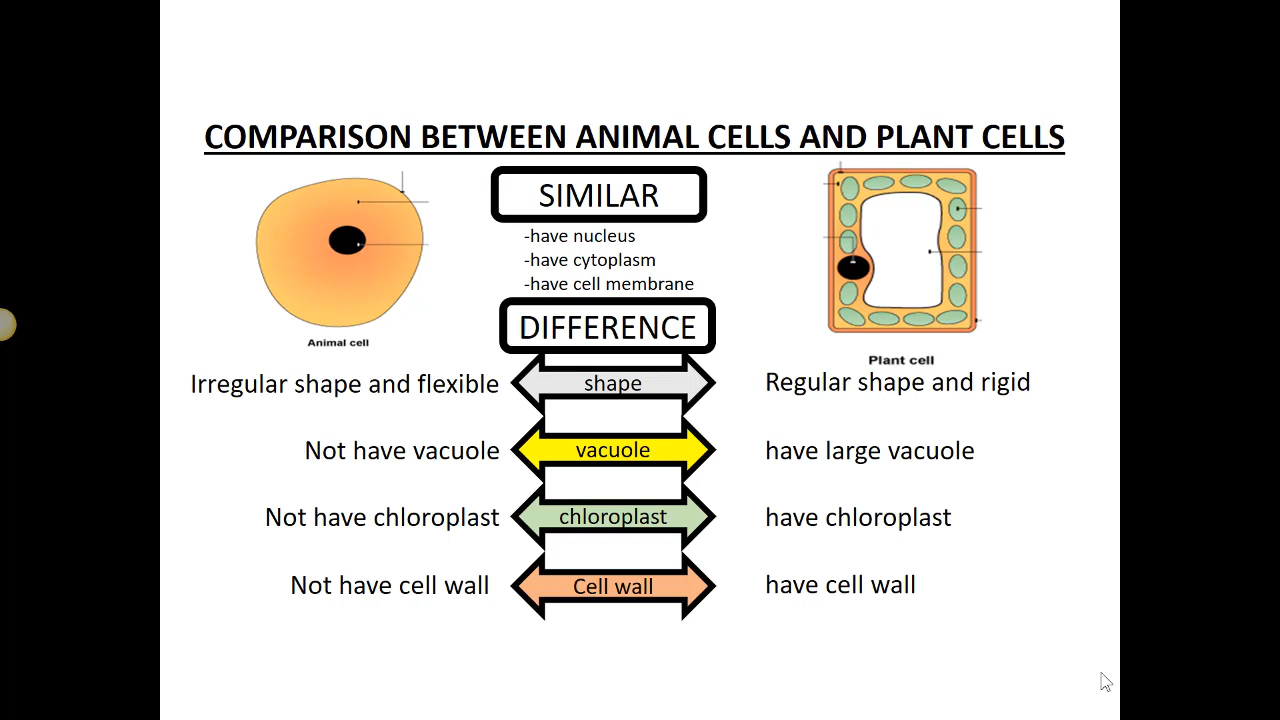 COMPARISON BETWEEN ANIMAL CELLS AND PLANT CELLS
SIMILAR
-have nucleus
-have cytoplasm
-have cell membrane
Animal cell
Plant cell
DIFFERENCE
Irregular shape and flexible shape Regular shape and rigid
Not have vacuole vacuole have large vacuole
Not have chloroplast chloroplast have chloroplast
Not have cell wall Cell wall have cell wall